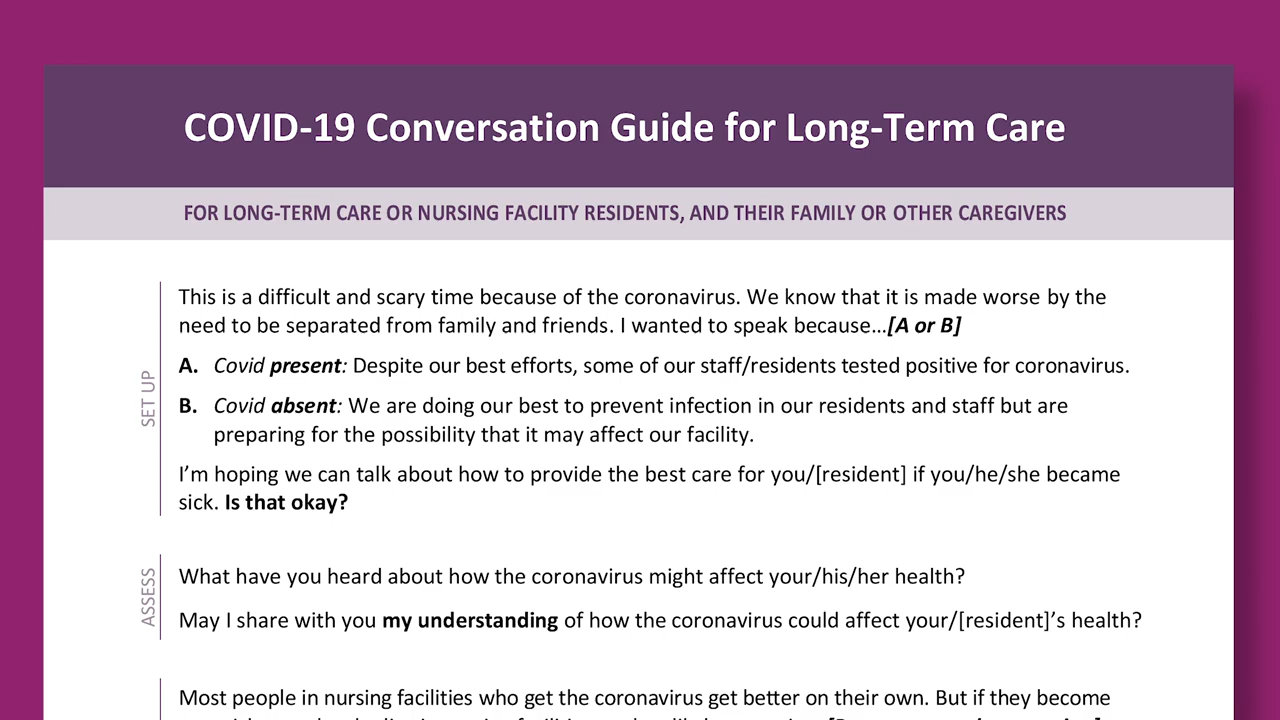 COVID-19 Conversation Guide for Long-Term Care
FOR LONG-TERM CARE OR NURSING FACILITY RESIDENTS, AND THEIR FAMILY OR OTHER CAREGIVERS
SET UP
This is a difficult and scary time because of the coronavirus. We know that it is made worse by the
need to be separated from family and friends. I wanted to speak because…[A or B]
A. Covid present: Despite our best efforts, some of our staff/residents tested positive for coronavirus.
B. Covid absent: We are doing our best to prevent infection in our residents and staff but are
preparing for the possibility that it may affect our facility.
I’m hoping we can talk about how to provide the best care for you/[resident] if you/he/she became
sick. Is that okay?
ASSESS
What have you heard about how the coronavirus might affect your/his/her health?
May I share with you my understanding of how the coronavirus could affect your/[resident]’s health?
Most people in nursing facilities who get the coronavirus get better on their own. But if they become